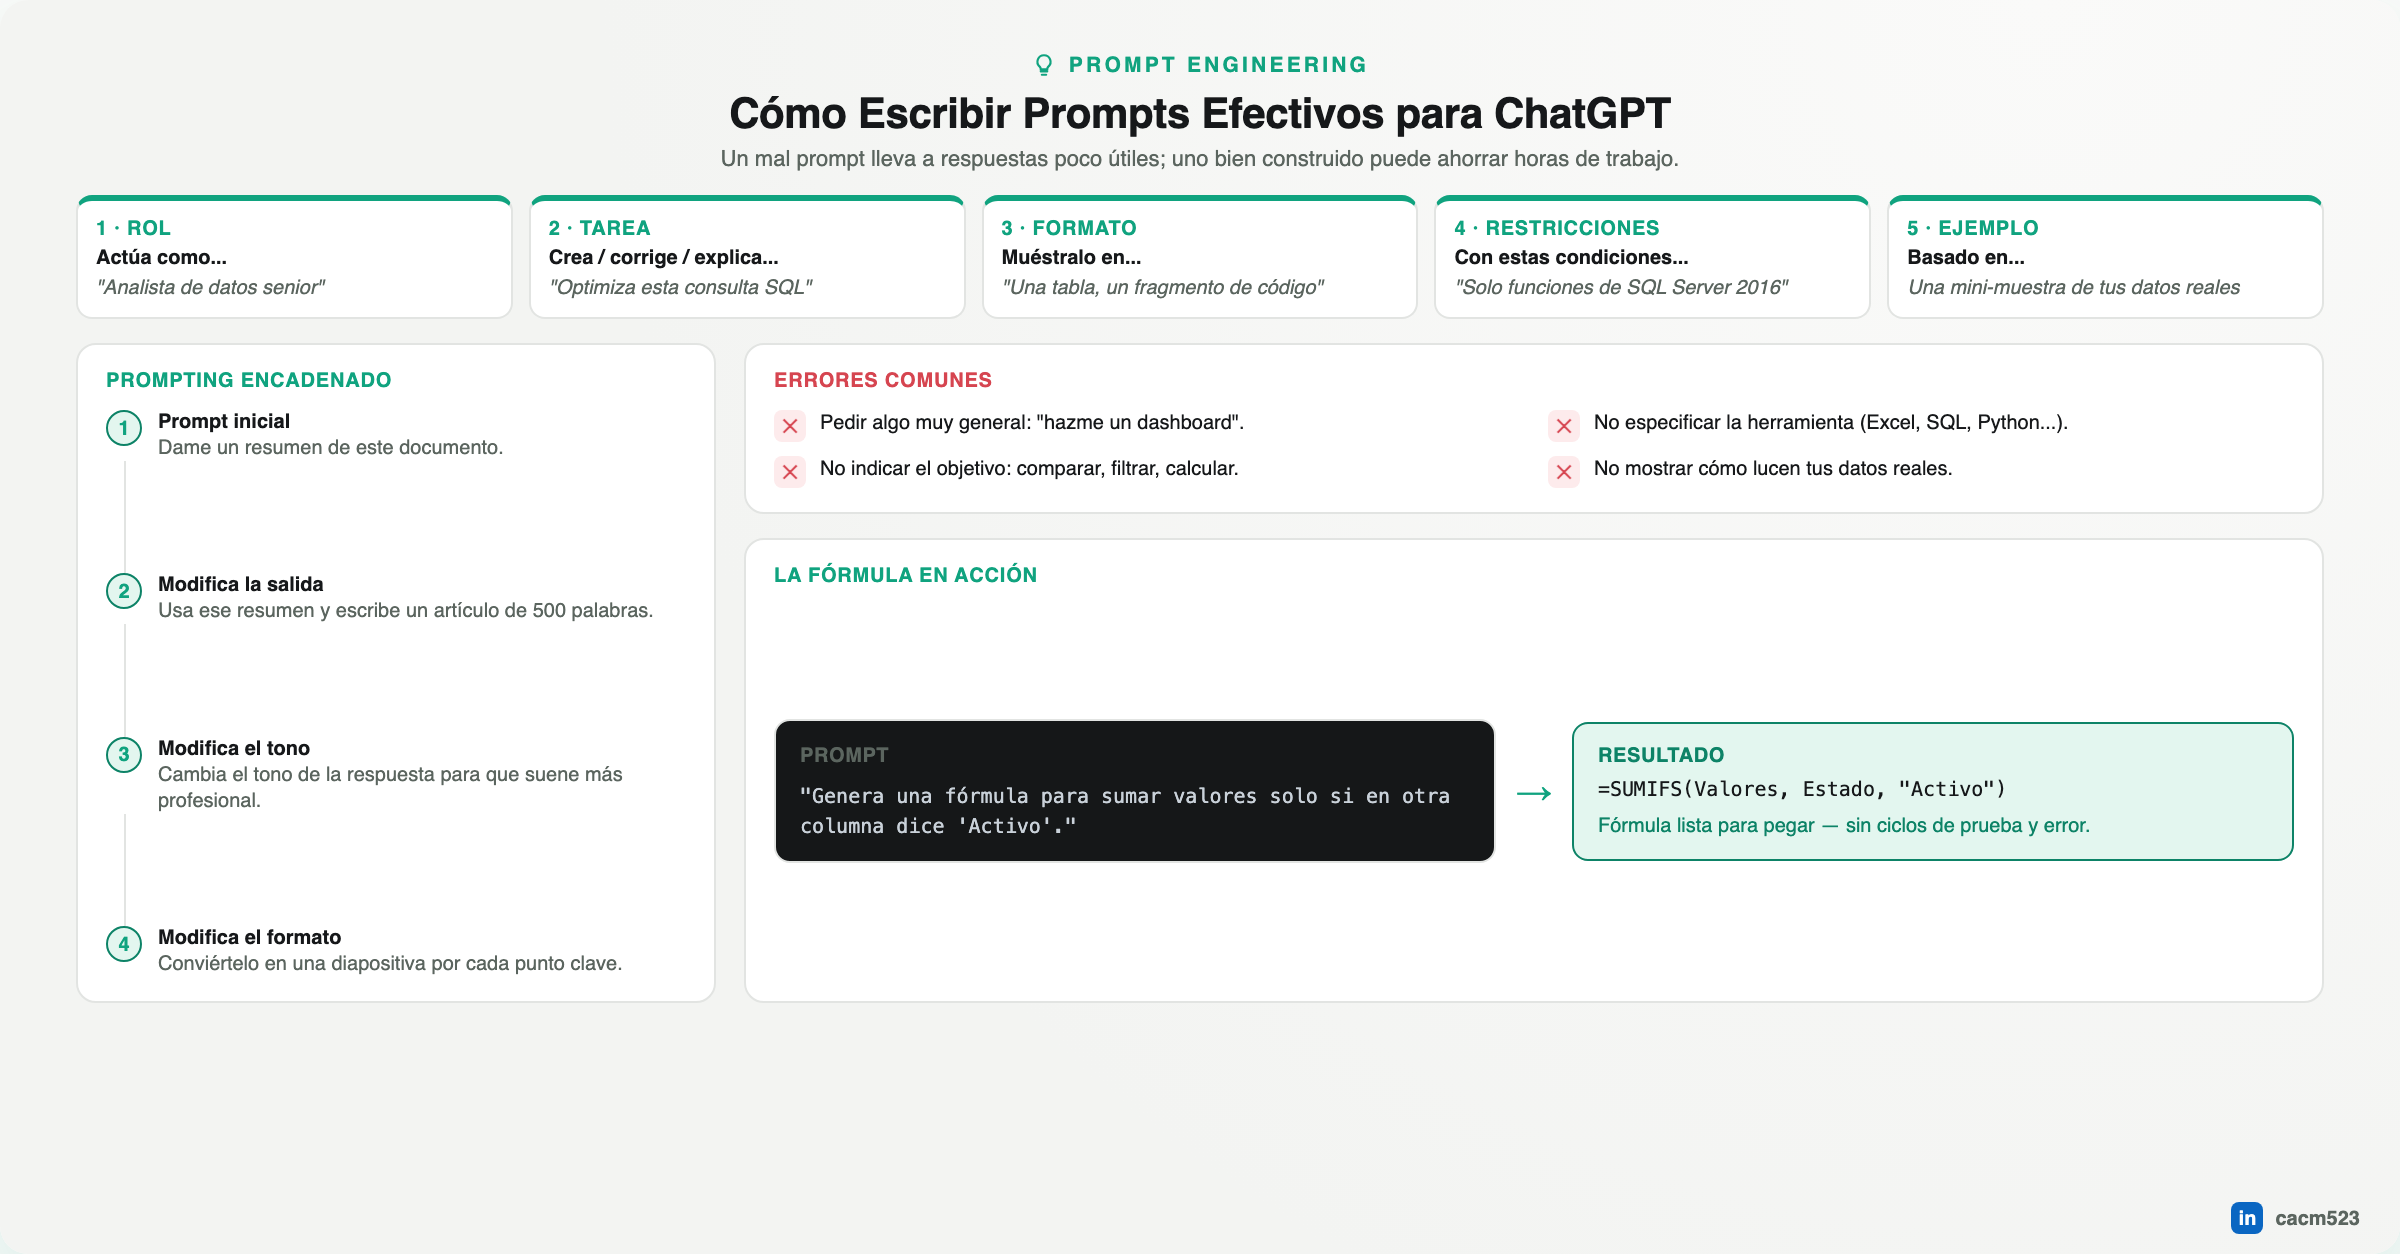 PROMPT ENGINEERING
Cómo Escribir Prompts Efectivos para ChatGPT
Un mal prompt lleva a respuestas poco útiles; uno bien construido puede ahorrar horas de trabajo.
1 · ROL
Actúa como...
"Analista de datos senior"
2 · TAREA
Crea / corrige / explica...
"Optimiza esta consulta SQL"
3 · FORMATO
Muéstralo en...
"Una tabla, un fragmento de código"
4 · RESTRICCIONES
Con estas condiciones...
"Solo funciones de SQL Server 2016"
5 · EJEMPLO
Basado en...
Una mini-muestra de tus datos reales
PROMPTING ENCADENADO
1
Prompt inicial
Dame un resumen de este documento.
2
Modifica la salida
Usa ese resumen y escribe un artículo de 500 palabras.
3
Modifica el tono
Cambia el tono de la respuesta para que suene más
profesional.
4
Modifica el formato
Conviértelo en una diapositiva por cada punto clave.
ERRORES COMUNES
Pedir algo muy general: "hazme un dashboard".
No especificar la herramienta (Excel, SQL, Python...).
No indicar el objetivo: comparar, filtrar, calcular.
No mostrar cómo lucen tus datos reales.
LA FÓRMULA EN ACCIÓN
PROMPT
"Genera una fórmula para sumar valores solo si en otra
columna dice 'Activo'."
→
RESULTADO
=SUMIFS(Valores, Estado, "Activo")
Fórmula lista para pegar — sin ciclos de prueba y error.
in cacm523